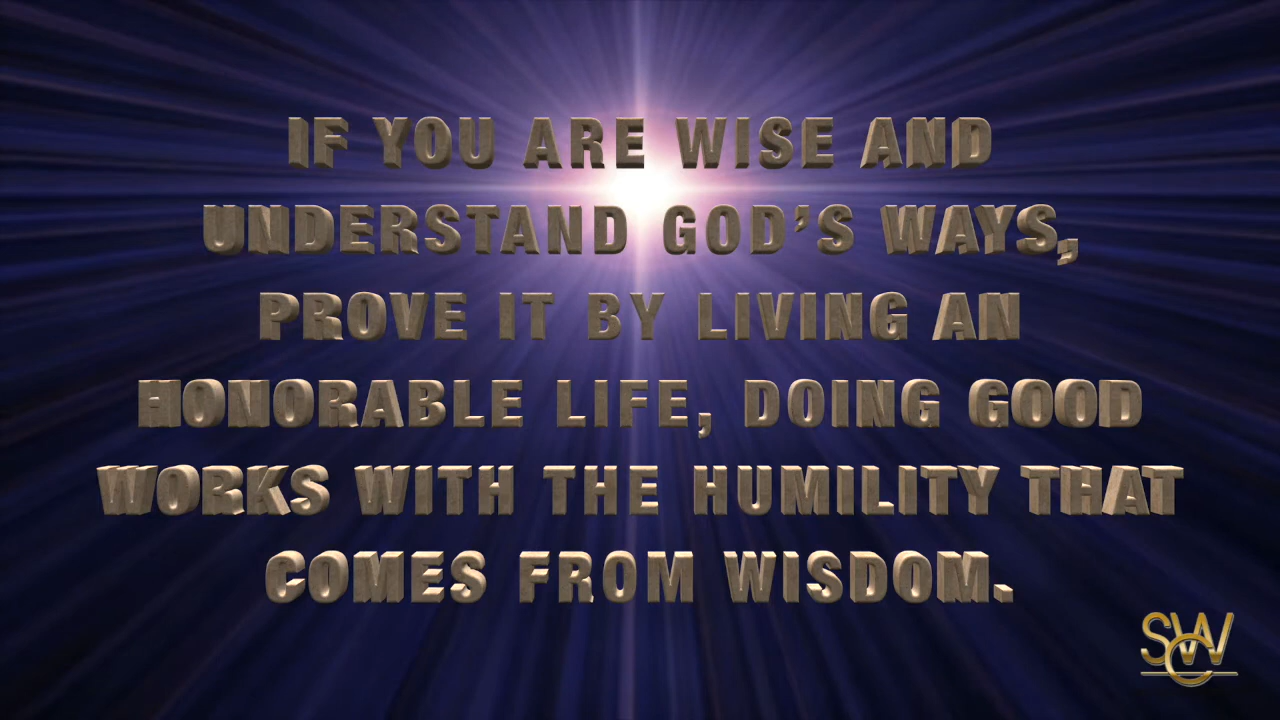 IF YOU ARE WISE AND
UNDERSTAND GOD'S WAYS,
PROVE IT BY LIVING AN
HONORABLE LIFE, DOING GOOD
WORKS WITH THE HUMILITY THAT
COMES FROM WISDOM.
SCW